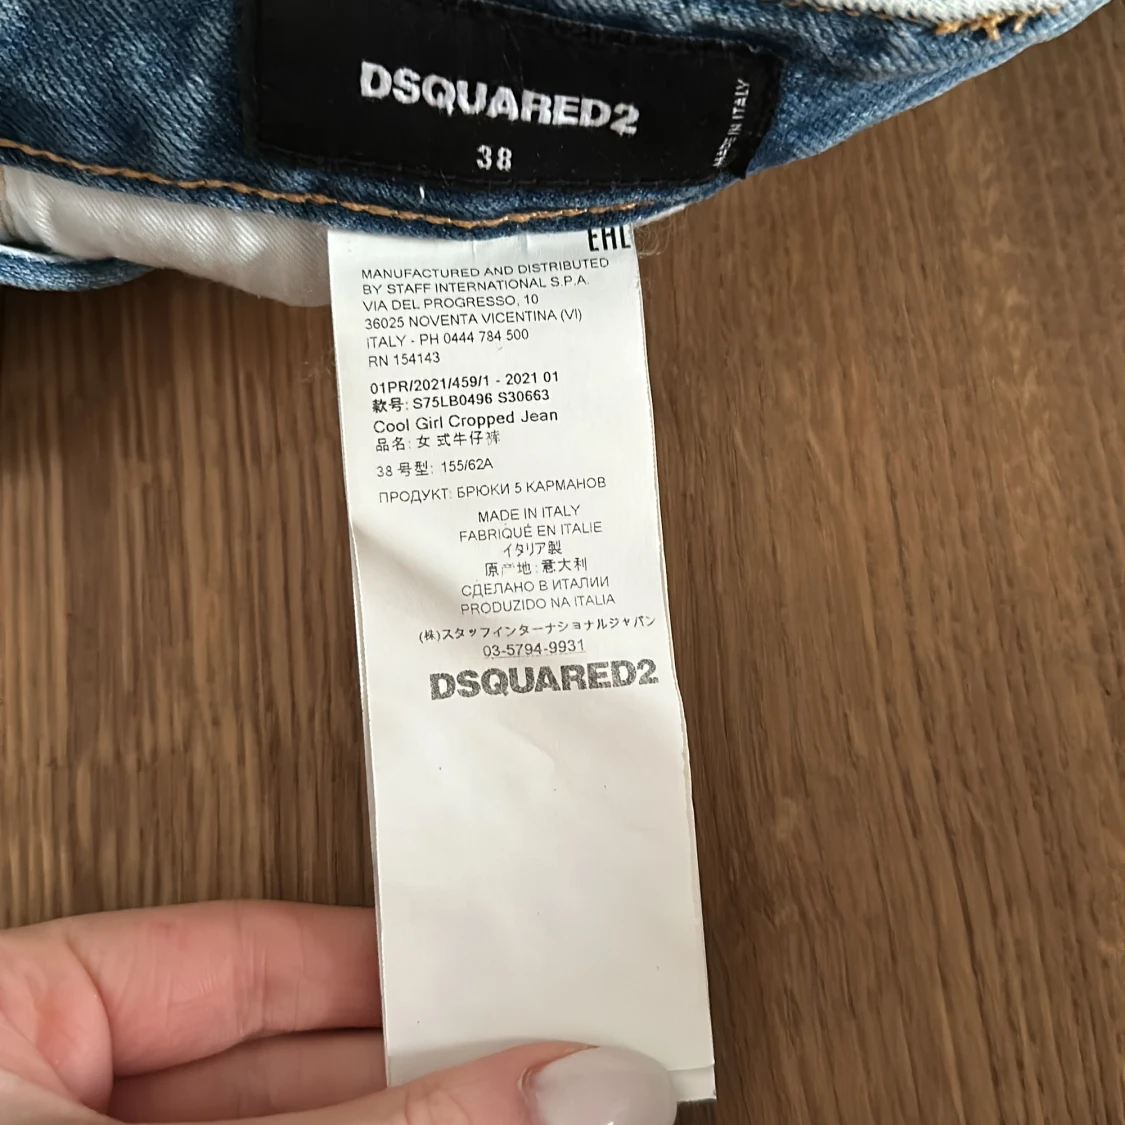 DSQUARED2
38
MADE IN ITALY
EAC
MANUFACTURED AND DISTRIBUTED
BY STAFF INTERNATIONAL S.P.A.
VIA DEL PROGRESSO, 10
36025 NOVENTA VICENTINA (VI)
ITALY - PH 0444 784 500
RN 154143
01PR/2021/459/1 - 2021 01
款号: S75LB0496 S30663
Cool Girl Cropped Jean
品名: 女 式牛仔裤
38 号型: 155/62A
ПРОДУКТ: БРЮКИ 5 КАРМАНОВ
MADE IN ITALY
FABRIQUÉ EN ITALIE
イタリア製
原产地: 意大利
СДЕЛАНО В ИТАЛИИ
PRODUZIDO NA ITALIA
(株)スタッフインターナショナルジャパン
03-5794-9931
DSQUARED2